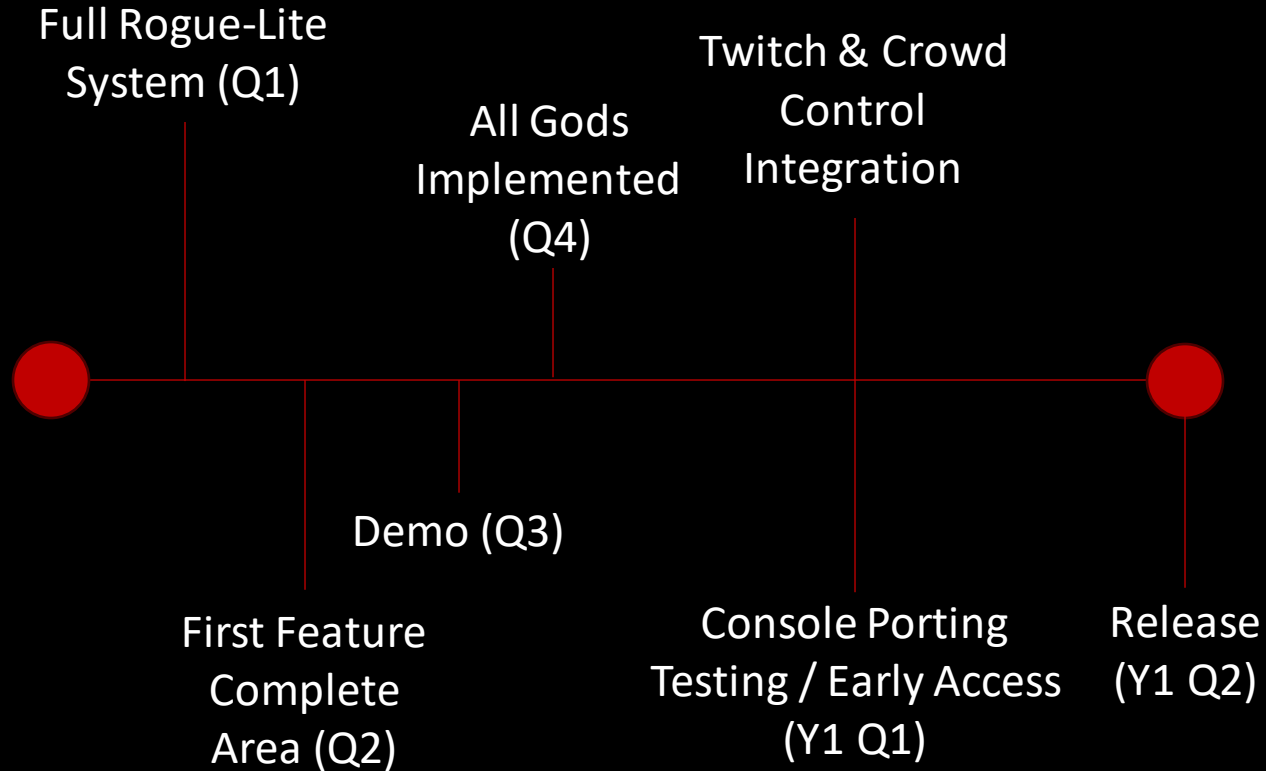 Full Rogue-Lite
System (Q1)
Twitch & Crowd
Control
Integration
All Gods
Implemented
(Q4)
Demo (Q3)
First Feature
Complete
Area (Q2)
Console Porting
Testing / Early Access
(Y1 Q1)
Release
(Y1 Q2)